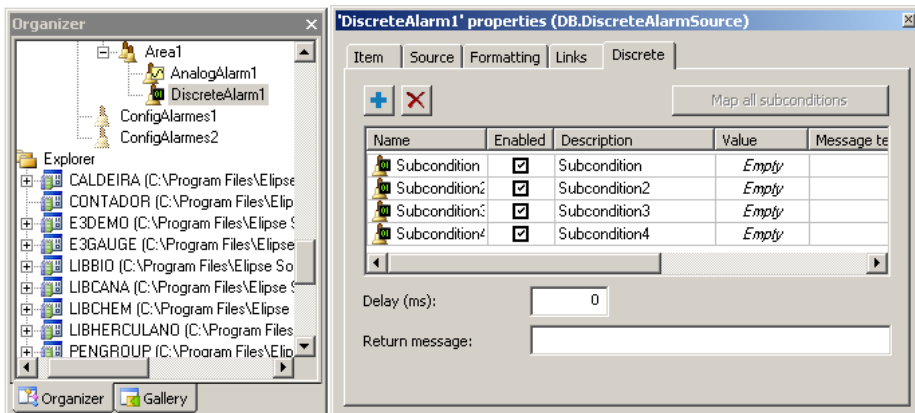 Organizer
Area1
AnalogAlarm1
DiscreteAlarm1
ConfigAlarmes1
ConfigAlarmes2
Explorer
CALDEIRA (C:\Program Files\Elipse
CONTADOR (C:\Program Files\Elip
E3DEMO (C:\Program Files\Elipse S
E3GAUGE (C:\Program Files\Elipse
LIBBIO (C:\Program Files\Elipse So
LIBCANA (C:\Program Files\Elipse S
LIBCHEM (C:\Program Files\Elipse
LIBHERCULANO (C:\Program Files
PENGROUP (C:\Program Files\Elip
Organizer Gallery
'DiscreteAlarm1' properties (DB.DiscreteAlarmSource)
Item Source Formatting Links Discrete
Map all subconditions
Name Enabled Description Value Message te
Subcondition Subcondition Empty
Subcondition2 Subcondition2 Empty
Subcondition3 Subcondition3 Empty
Subcondition4 Subcondition4 Empty
Delay (ms): 0
Return message: